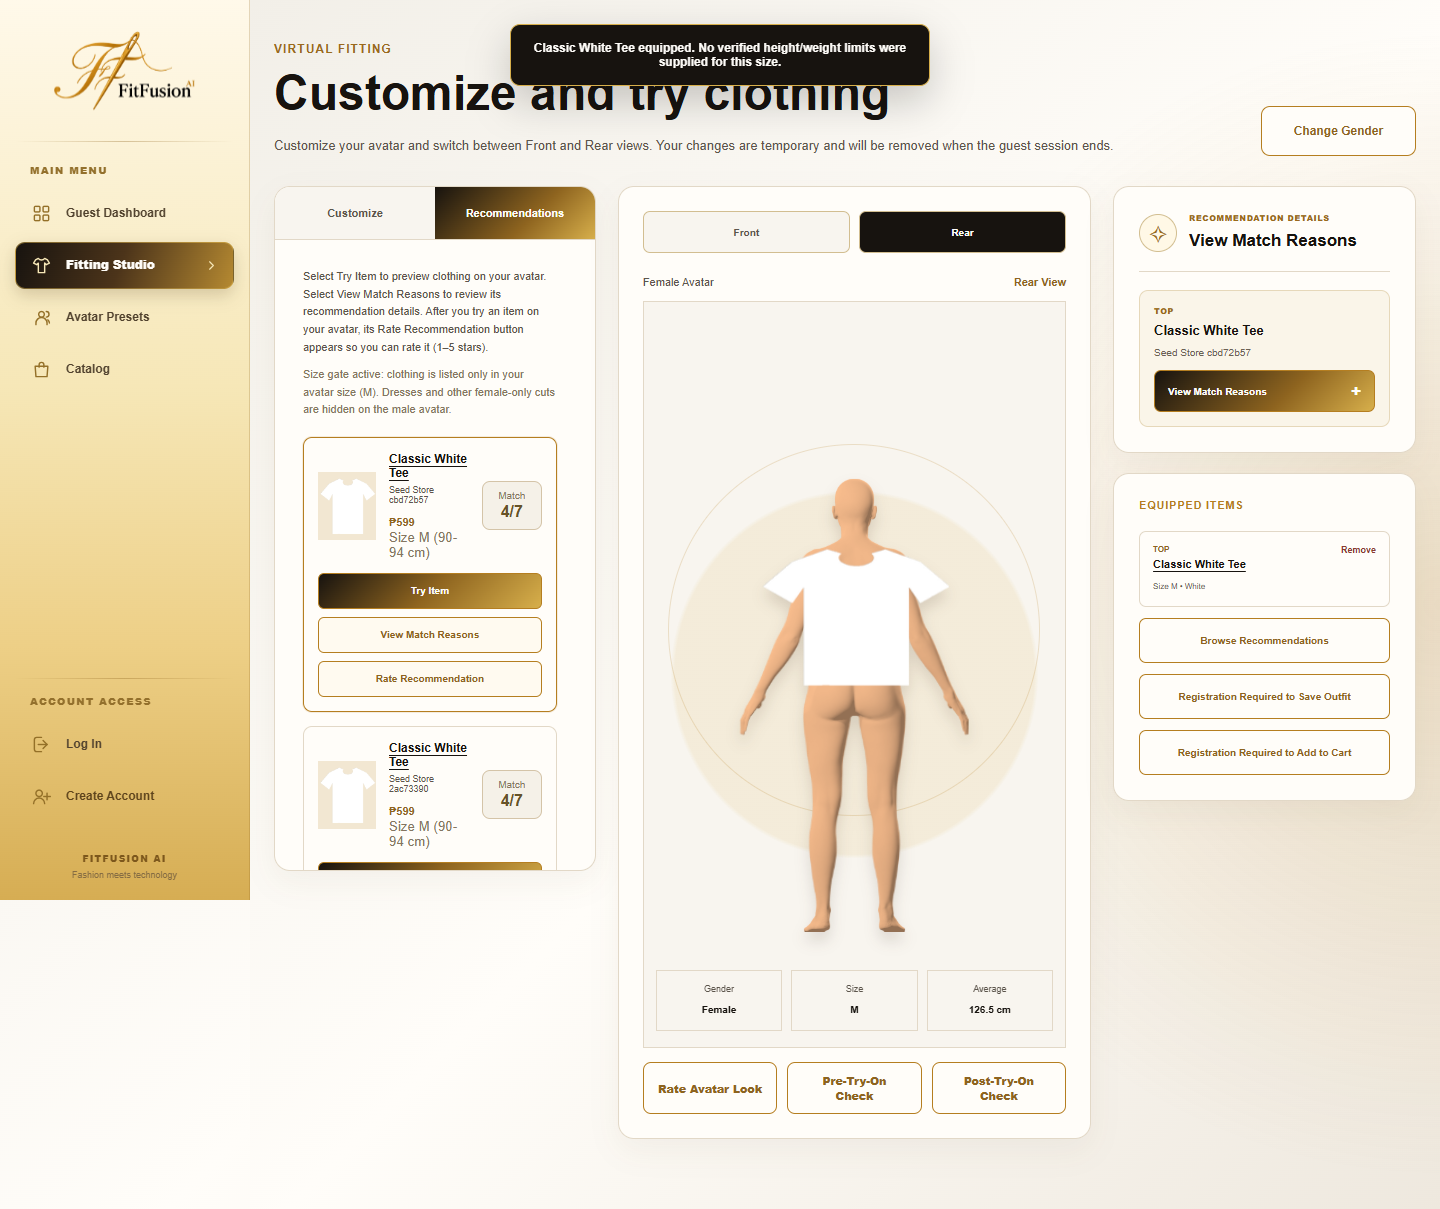 FitFusion AI
MAIN MENU
Guest Dashboard
Fitting Studio
Avatar Presets
Catalog
ACCOUNT ACCESS
Log In
Create Account
FITFUSION AI
Fashion meets technology
VIRTUAL FITTING
Classic White Tee equipped. No verified height/weight limits were
supplied for this size.
Customize and try clothing
Customize your avatar and switch between Front and Rear views. Your changes are temporary and will be removed when the guest session ends.
Change Gender
Customize
Recommendations
Select Try Item to preview clothing on your avatar.
Select View Match Reasons to review its
recommendation details. After you try an item on
your avatar, its Rate Recommendation button
appears so you can rate it (1–5 stars).
Size gate active: clothing is listed only in your
avatar size (M). Dresses and other female-only cuts
are hidden on the male avatar.
Classic White
Tee
Seed Store
cbd72b57
₱599
Size M (90-
94 cm)
Match
4/7
Try Item
View Match Reasons
Rate Recommendation
Classic White
Tee
Seed Store
2ac73390
₱599
Size M (90-
94 cm)
Match
4/7
Front
Rear
Female Avatar
Rear View
Gender
Female
Size
M
Average
126.5 cm
Rate Avatar Look
Pre-Try-On
Check
Post-Try-On
Check
RECOMMENDATION DETAILS
View Match Reasons
TOP
Classic White Tee
Seed Store cbd72b57
View Match Reasons +
EQUIPPED ITEMS
TOP
Remove
Classic White Tee
Size M • White
Browse Recommendations
Registration Required to Save Outfit
Registration Required to Add to Cart